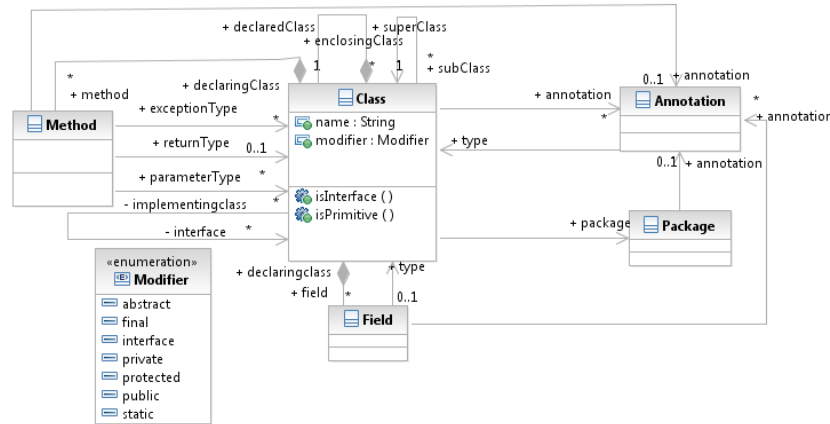 + declaredClass
+ superClass
+ enclosingClass
*
1
*
1
*
+ subClass
0..1
+ annotation
*
+ method
+ declaringClass
Method
+ exceptionType
*
+ returnType
0..1
+ parameterType
*
- implementingclass
*
- interface
*
Class
name : String
modifier : Modifier
isInterface ( )
isPrimitive ( )
+ annotation
*
+ type
Annotation
*
+ annotation
0..1
+ annotation
+ package
Package
«enumeration»
Modifier
abstract
final
interface
private
protected
public
static
+ declaringclass
+ field
*
+ type
0..1
Field